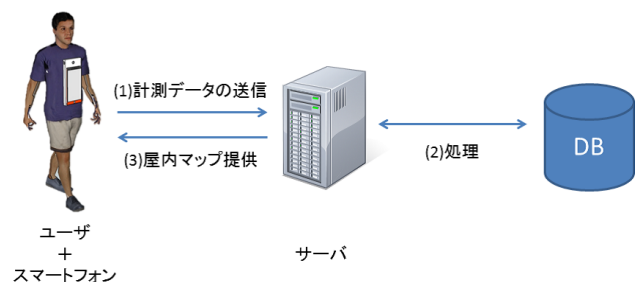 (1)計測データの送信
(3)屋内マップ提供
(2)処理
DB
ユーザ
+
スマートフォン
サーバ